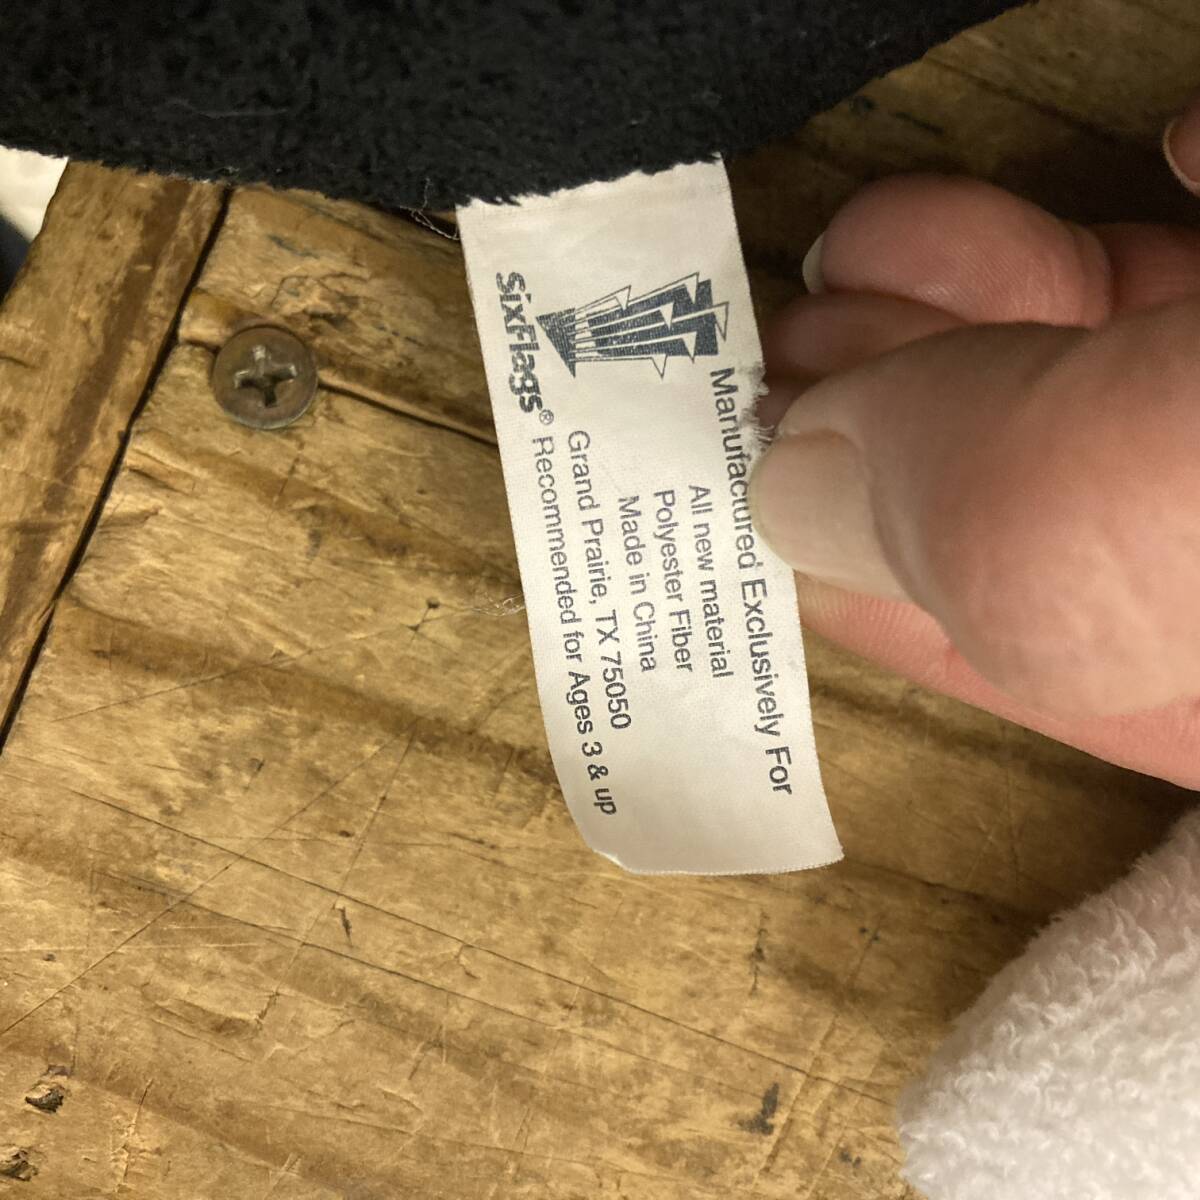 Manufactured Exclusively For
All new material
Polyester Fiber
Made in China
Grand Prairie, TX 75050
SixFlags® Recommended for Ages 3 & up